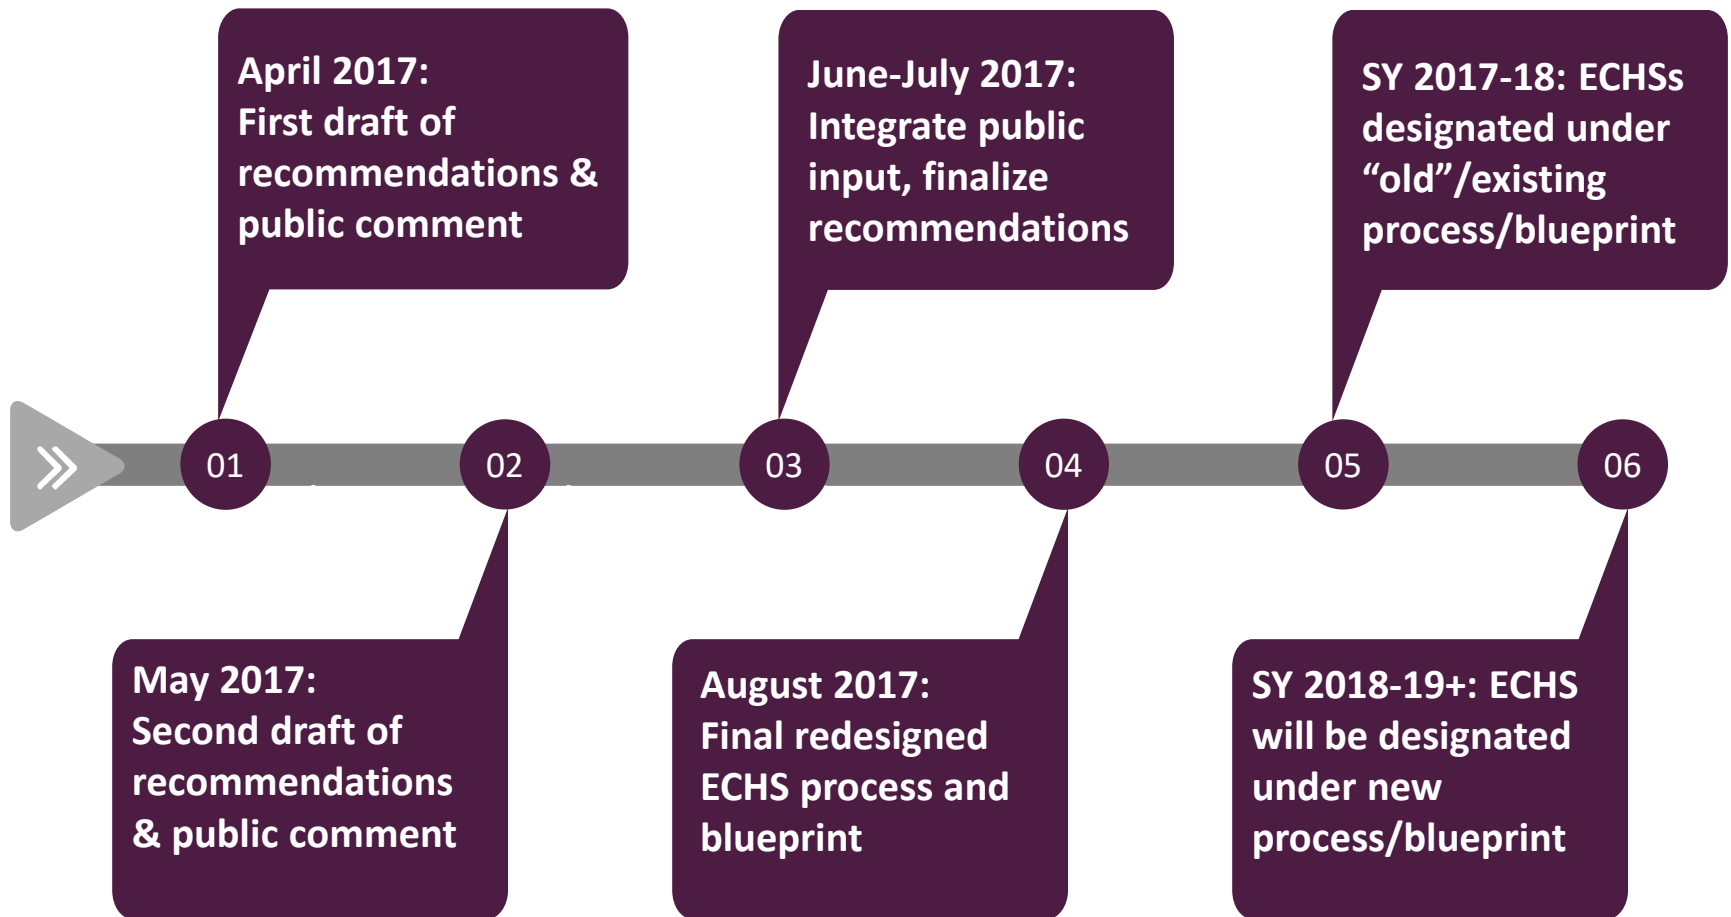 April 2017:
First draft of
recommendations &
public comment
June-July 2017:
Integrate public
input, finalize
recommendations
SY 2017-18: ECHSs
designated under
“old”/existing
process/blueprint
01
02
03
04
05
06
May 2017:
Second draft of
recommendations
& public comment
August 2017:
Final redesigned
ECHS process and
blueprint
SY 2018-19+: ECHS
will be designated
under new
process/blueprint